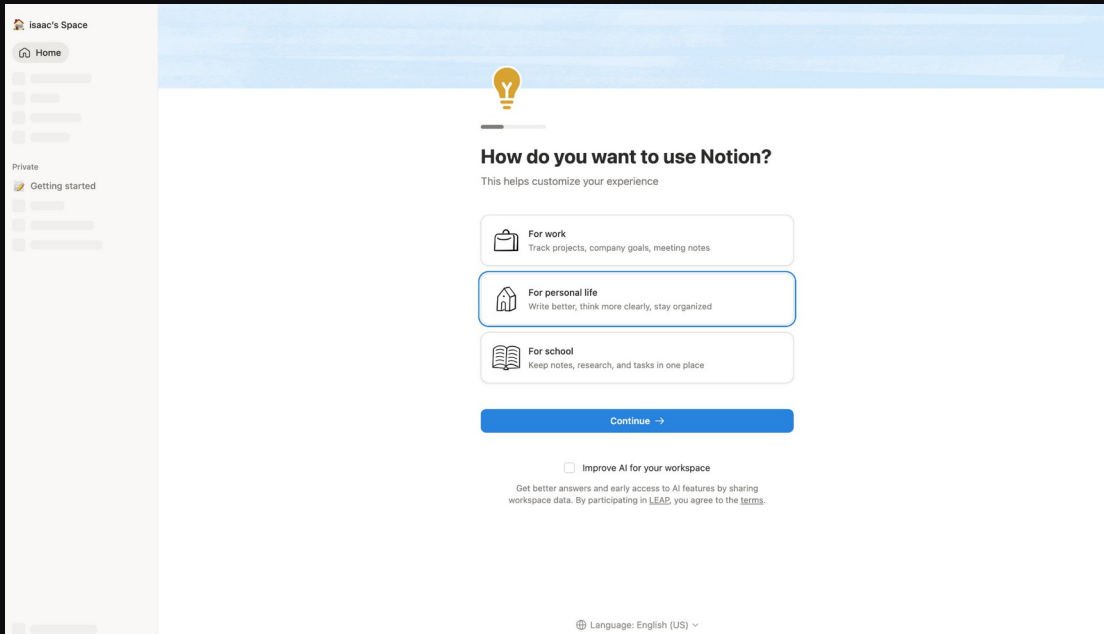 isaac's Space
Home
Private
Getting started
How do you want to use Notion?
This helps customize your experience
For work
Track projects, company goals, meeting notes
For personal life
Write better, think more clearly, stay organized
For school
Keep notes, research, and tasks in one place
Continue →
Improve AI for your workspace
Get better answers and early access to AI features by sharing
workspace data. By participating in LEAP, you agree to the terms.
Language: English (US)